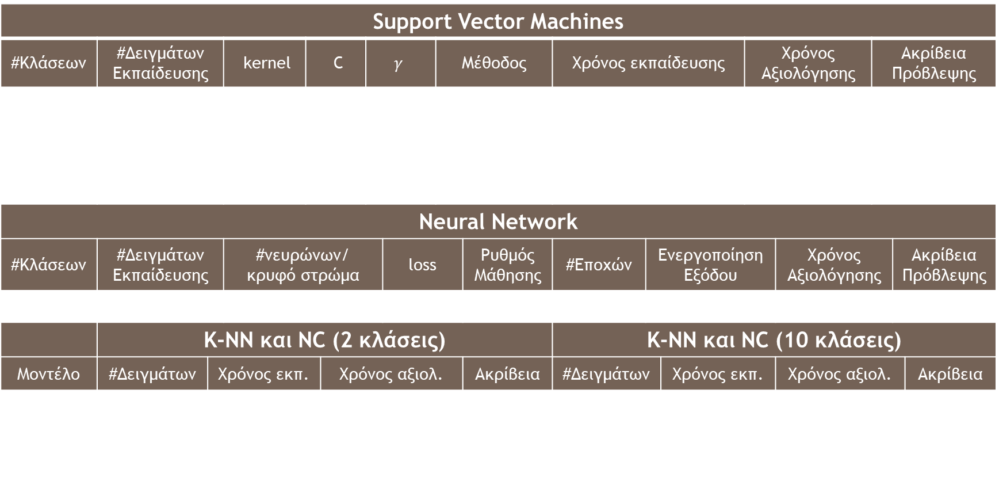 Support Vector Machines
#Κλάσεων #Δειγμάτων Εκπαίδευσης kernel C γ Μέθοδος Χρόνος εκπαίδευσης Χρόνος Αξιολόγησης Ακρίβεια Πρόβλεψης
Neural Network
#Κλάσεων #Δειγμάτων Εκπαίδευσης #νευρώνων/ κρυφό στρώμα loss Ρυθμός Μάθησης #Εποχών Ενεργοποίηση Εξόδου Χρόνος Αξιολόγησης Ακρίβεια Πρόβλεψης
K-NN και NC (2 κλάσεις) K-NN και NC (10 κλάσεις)
Μοντέλο #Δειγμάτων Χρόνος εκπ. Χρόνος αξιολ. Ακρίβεια #Δειγμάτων Χρόνος εκπ. Χρόνος αξιολ. Ακρίβεια